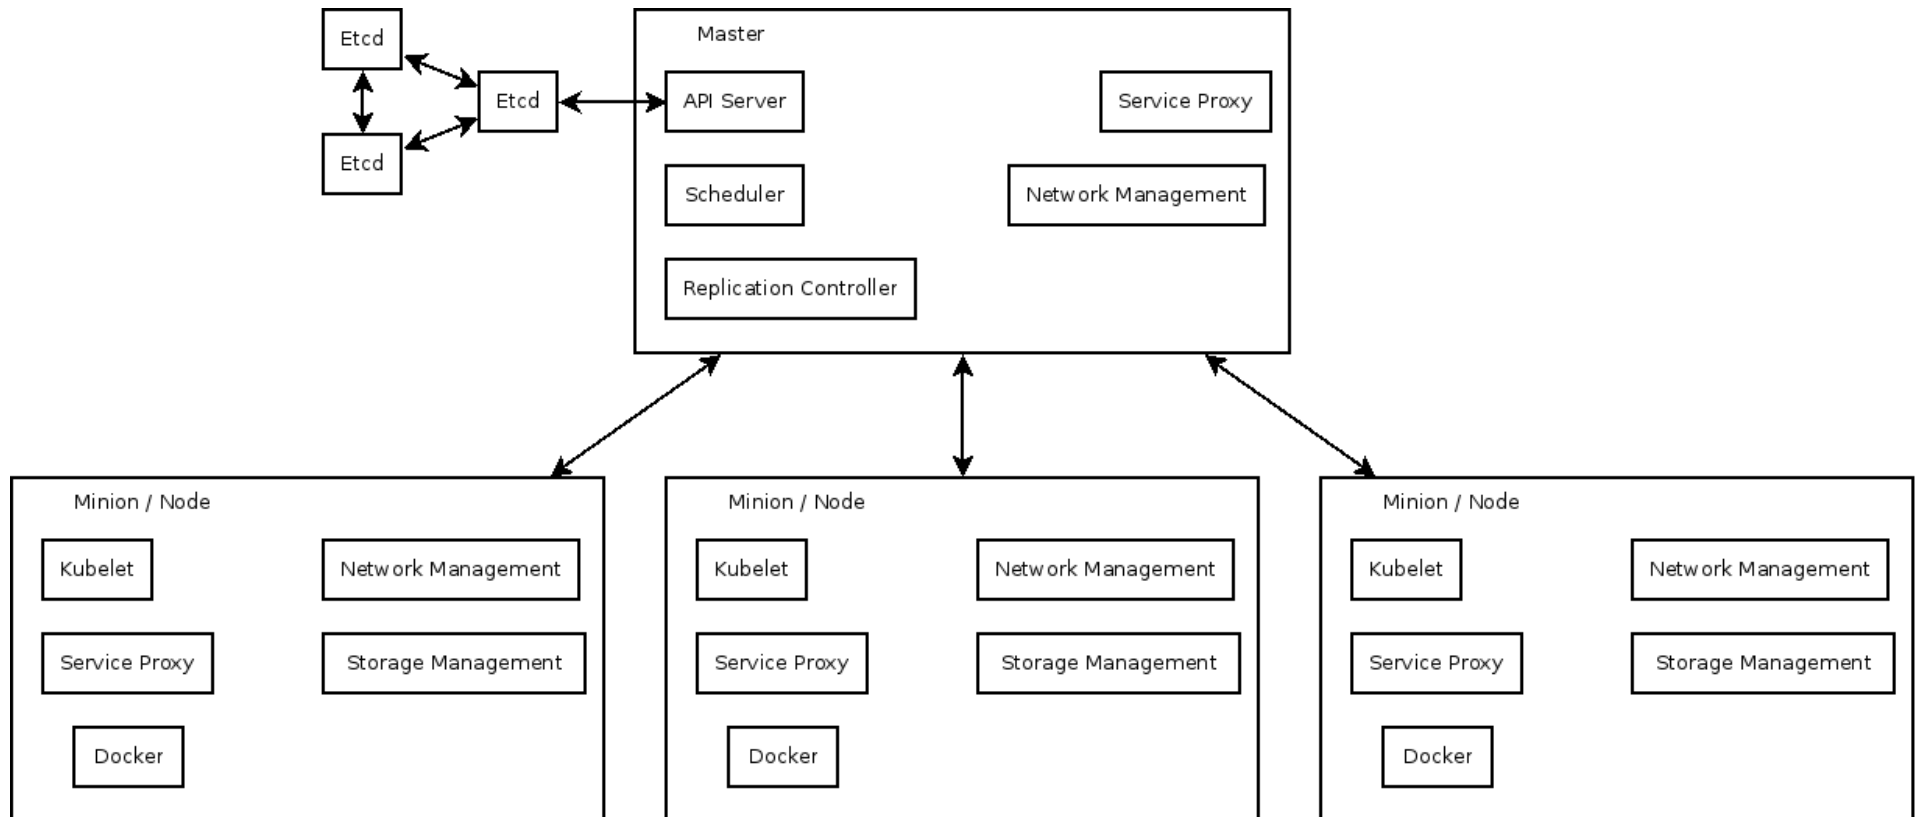 Etcd
Master
Etcd
API Server
Service Proxy
Etcd
Scheduler
Network Management
Replication Controller
Minion / Node
Kubelet
Network Management
Service Proxy
Storage Management
Docker
Minion / Node
Kubelet
Network Management
Service Proxy
Storage Management
Docker
Minion / Node
Kubelet
Network Management
Service Proxy
Storage Management
Docker